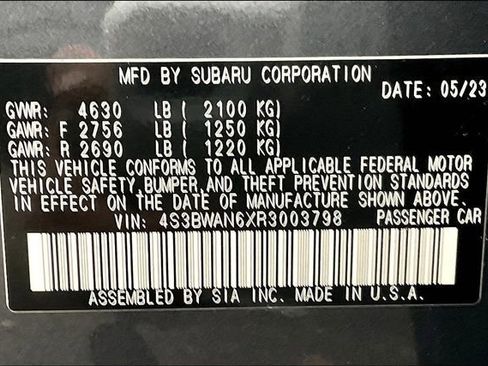 MFD BY SUBARU CORPORATION
DATE: 05/23
GVWR: 4630 LB ( 2100 KG)
GAWR: F 2756 LB ( 1250 KG)
GAWR: R 2690 LB ( 1220 KG)
THIS VEHICLE CONFORMS TO ALL APPLICABLE FEDERAL MOTOR
VEHICLE SAFETY, BUMPER, AND THEFT PREVENTION STANDARDS
IN EFFECT ON THE DATE OF MANUFACTURE SHOWN ABOVE.
VIN: 4S3BWAN6XR3003798 PASSENGER CAR
ASSEMBLED BY SIA INC. MADE IN U.S.A.